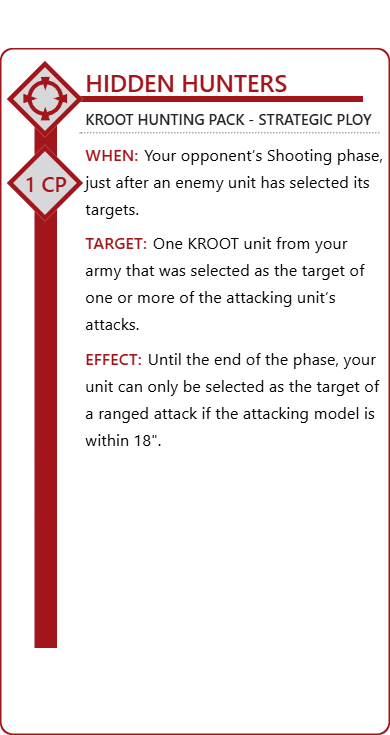 HIDDEN HUNTERS
KROOT HUNTING PACK - STRATEGIC PLOY
1 CP
WHEN: Your opponent’s Shooting phase,
just after an enemy unit has selected its
targets.
TARGET: One KROOT unit from your
army that was selected as the target of
one or more of the attacking unit’s
attacks.
EFFECT: Until the end of the phase, your
unit can only be selected as the target of
a ranged attack if the attacking model is
within 18".